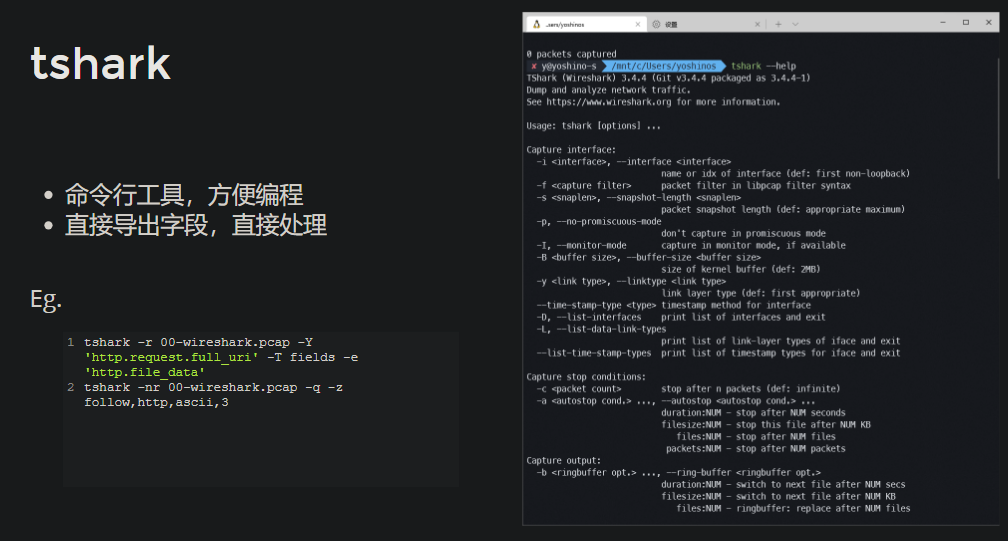 tshark
• 命令行工具，方便编程
• 直接导出字段，直接处理
Eg.
1 tshark -r 00-wireshark.pcap -Y
'http.request.full_uri' -T fields -e
'http.file_data'
2 tshark -nr 00-wireshark.pcap -q -z
follow,http,ascii,3
..sers/yoshinos
设置
0 packets captured
✗ y@yoshino-s /mnt/c/Users/yoshinos tshark --help
TShark (Wireshark) 3.4.4 (Git v3.4.4 packaged as 3.4.4-1)
Dump and analyze network traffic.
See https://www.wireshark.org for more information.
Usage: tshark [options] ...
Capture interface:
-i <interface>, --interface <interface>
name or idx of interface (def: first non-loopback)
-f <capture filter> packet filter in libpcap filter syntax
-s <snaplen>, --snapshot-length <snaplen>
packet snapshot length (def: appropriate maximum)
-p, --no-promiscuous-mode
don't capture in promiscuous mode
-I, --monitor-mode capture in monitor mode, if available
-B <buffer size>, --buffer-size <buffer size>
size of kernel buffer (def: 2MB)
-y <link type>, --linktype <link type>
link layer type (def: first appropriate)
--time-stamp-type <type> timestamp method for interface
-D, --list-interfaces print list of interfaces and exit
-L, --list-data-link-types
print list of link-layer types of iface and exit
--list-time-stamp-types print list of timestamp types for iface and exit
Capture stop conditions:
-c <packet count> stop after n packets (def: infinite)
-a <autostop cond.> ..., --autostop <autostop cond.> ...
duration:NUM - stop after NUM seconds
filesize:NUM - stop this file after NUM KB
files:NUM - stop after NUM files
packets:NUM - stop after NUM packets
Capture output:
-b <ringbuffer opt.> ..., --ring-buffer <ringbuffer opt.>
duration:NUM - switch to next file after NUM secs
filesize:NUM - switch to next file after NUM KB
files:NUM - ringbuffer: replace after NUM files